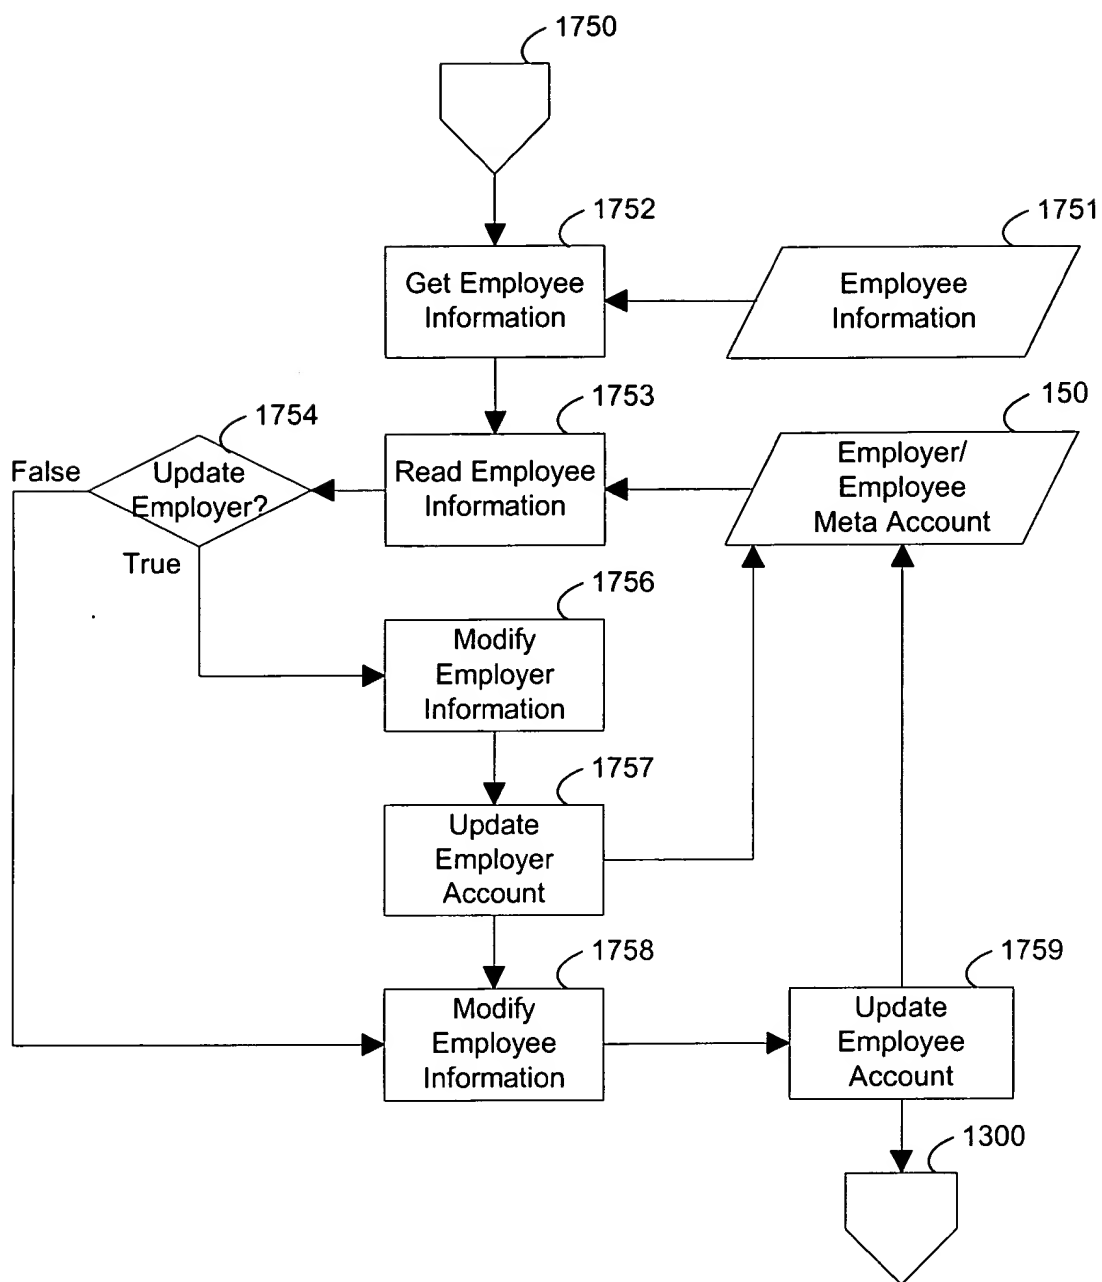 1750
1752
1751
Get Employee
Information
Employee
Information
1754
1753
150
False
Update
Employer?
Read Employee
Information
Employer/
Employee
Meta Account
True
1756
Modify
Employer
Information
1757
Update
Employer
Account
1758
1759
Modify
Employee
Information
Update
Employee
Account
1300